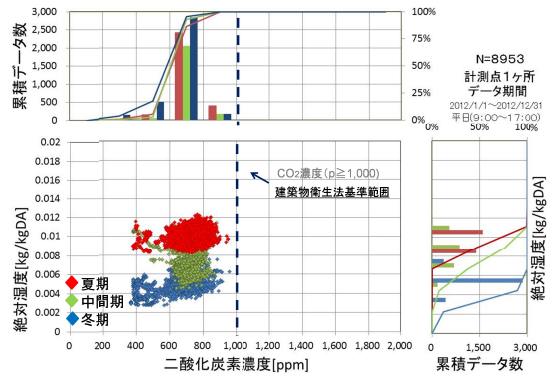 累積データ数
3,000
2,500
2,000
1,500
1,000
500
0
100%
75%
50%
25%
0%
N=8953
計測点1ヶ所
データ期間
2012/1/1~2012/12/31
平日(9:00~17:00)
絶対湿度[kg/kgDA]
0.02
0.018
0.016
0.014
0.012
0.01
0.008
0.006
0.004
0.002
0
CO2濃度(p≧1,000)
建築物衛生法基準範囲
夏期
中間期
冬期
0 200 400 600 800 1,000 1,200 1,400 1,600 1,800 2,000
二酸化炭素濃度[ppm]
0% 50% 100%
絶対湿度[kg/kgDA]
0 1,500 3,000
累積データ数